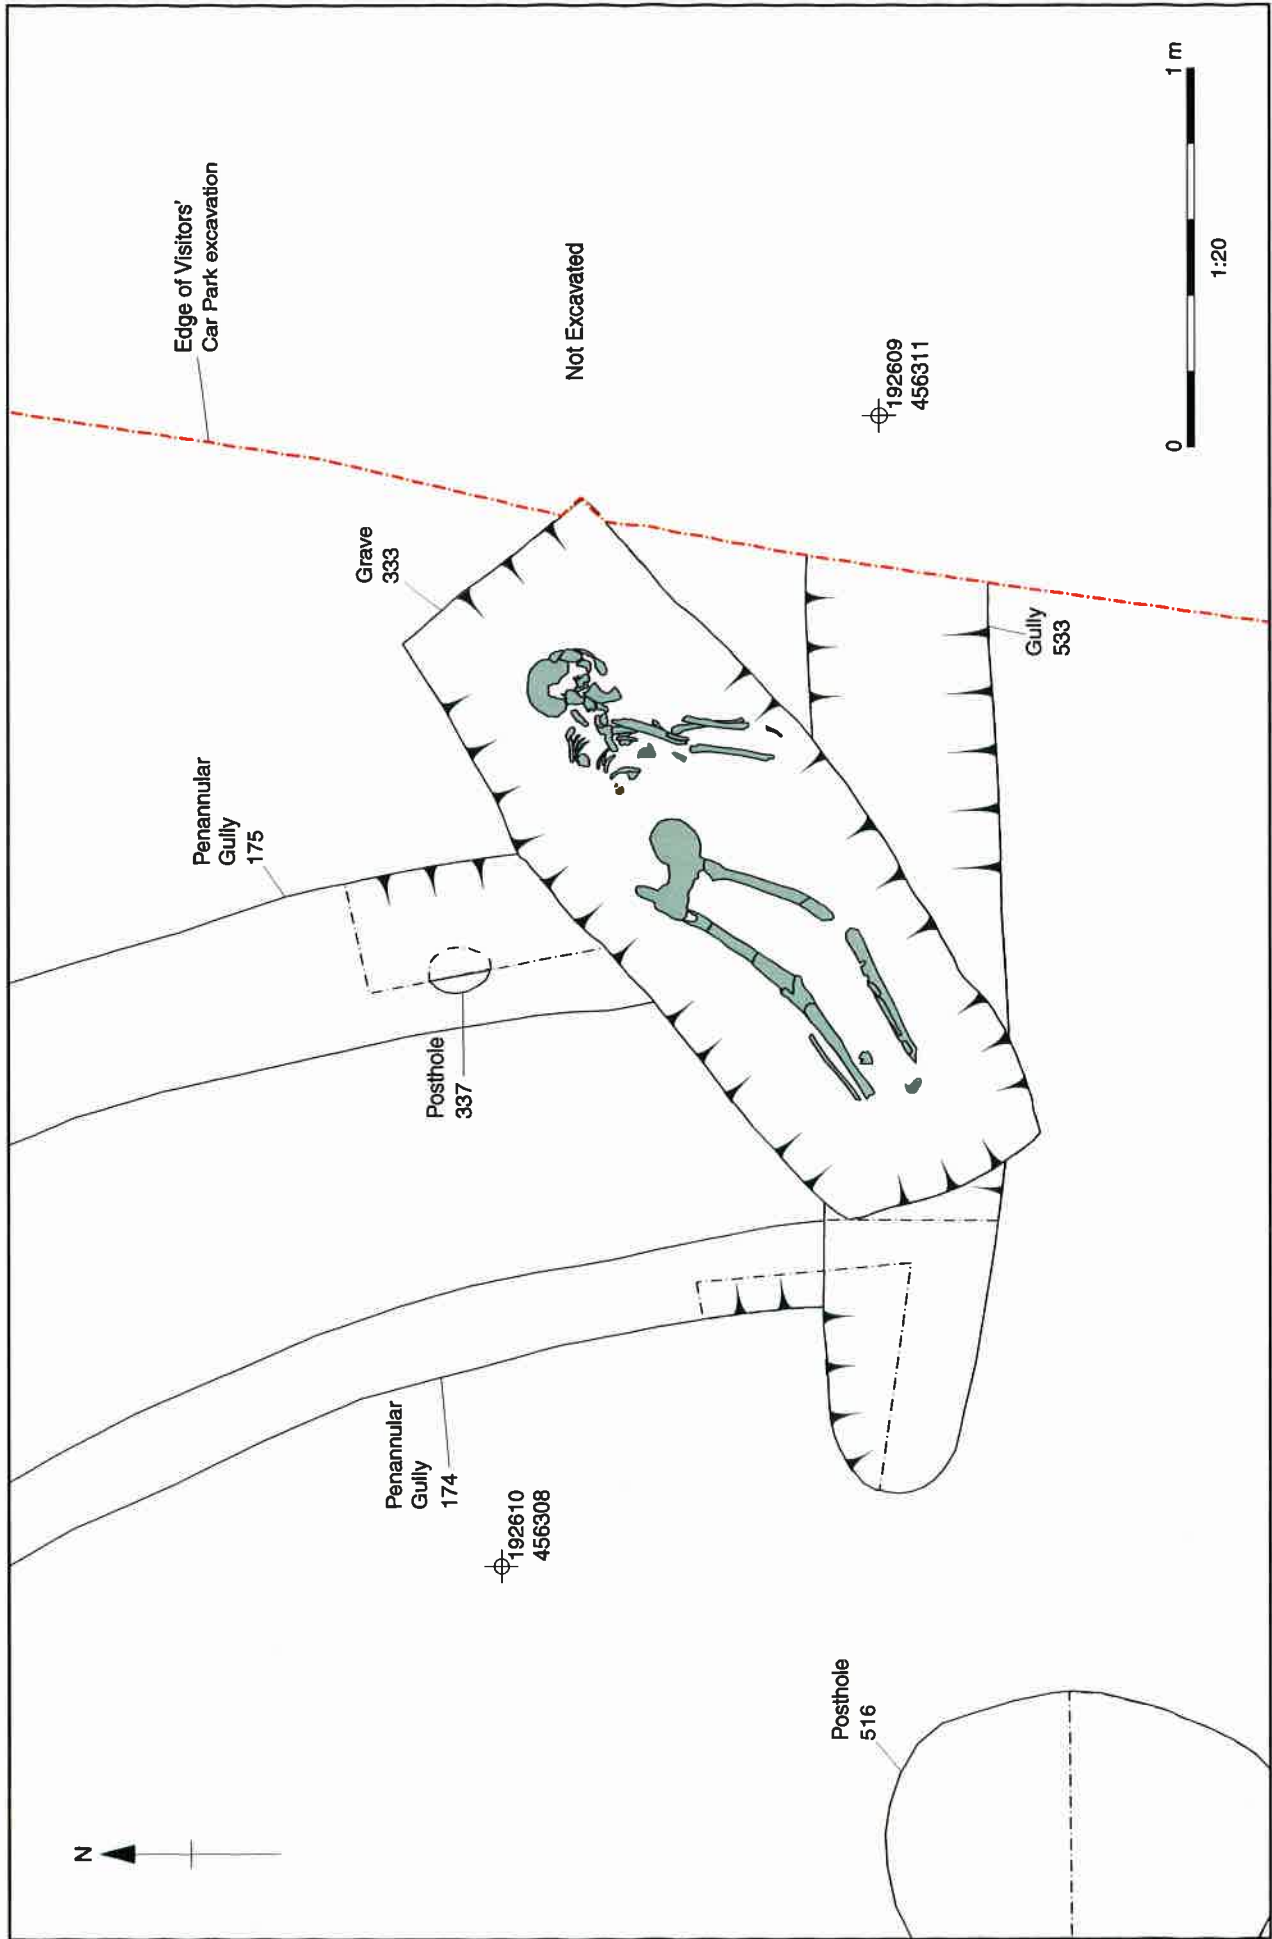 Edge of Visitors'
Car Park excavation
Not Excavated
192609
456311
0
1 m
1:20
Grave
333
Gully
533
Penannular
Gully
175
Posthole
337
Penannular
Gully
174
192610
456308
Posthole
516
N